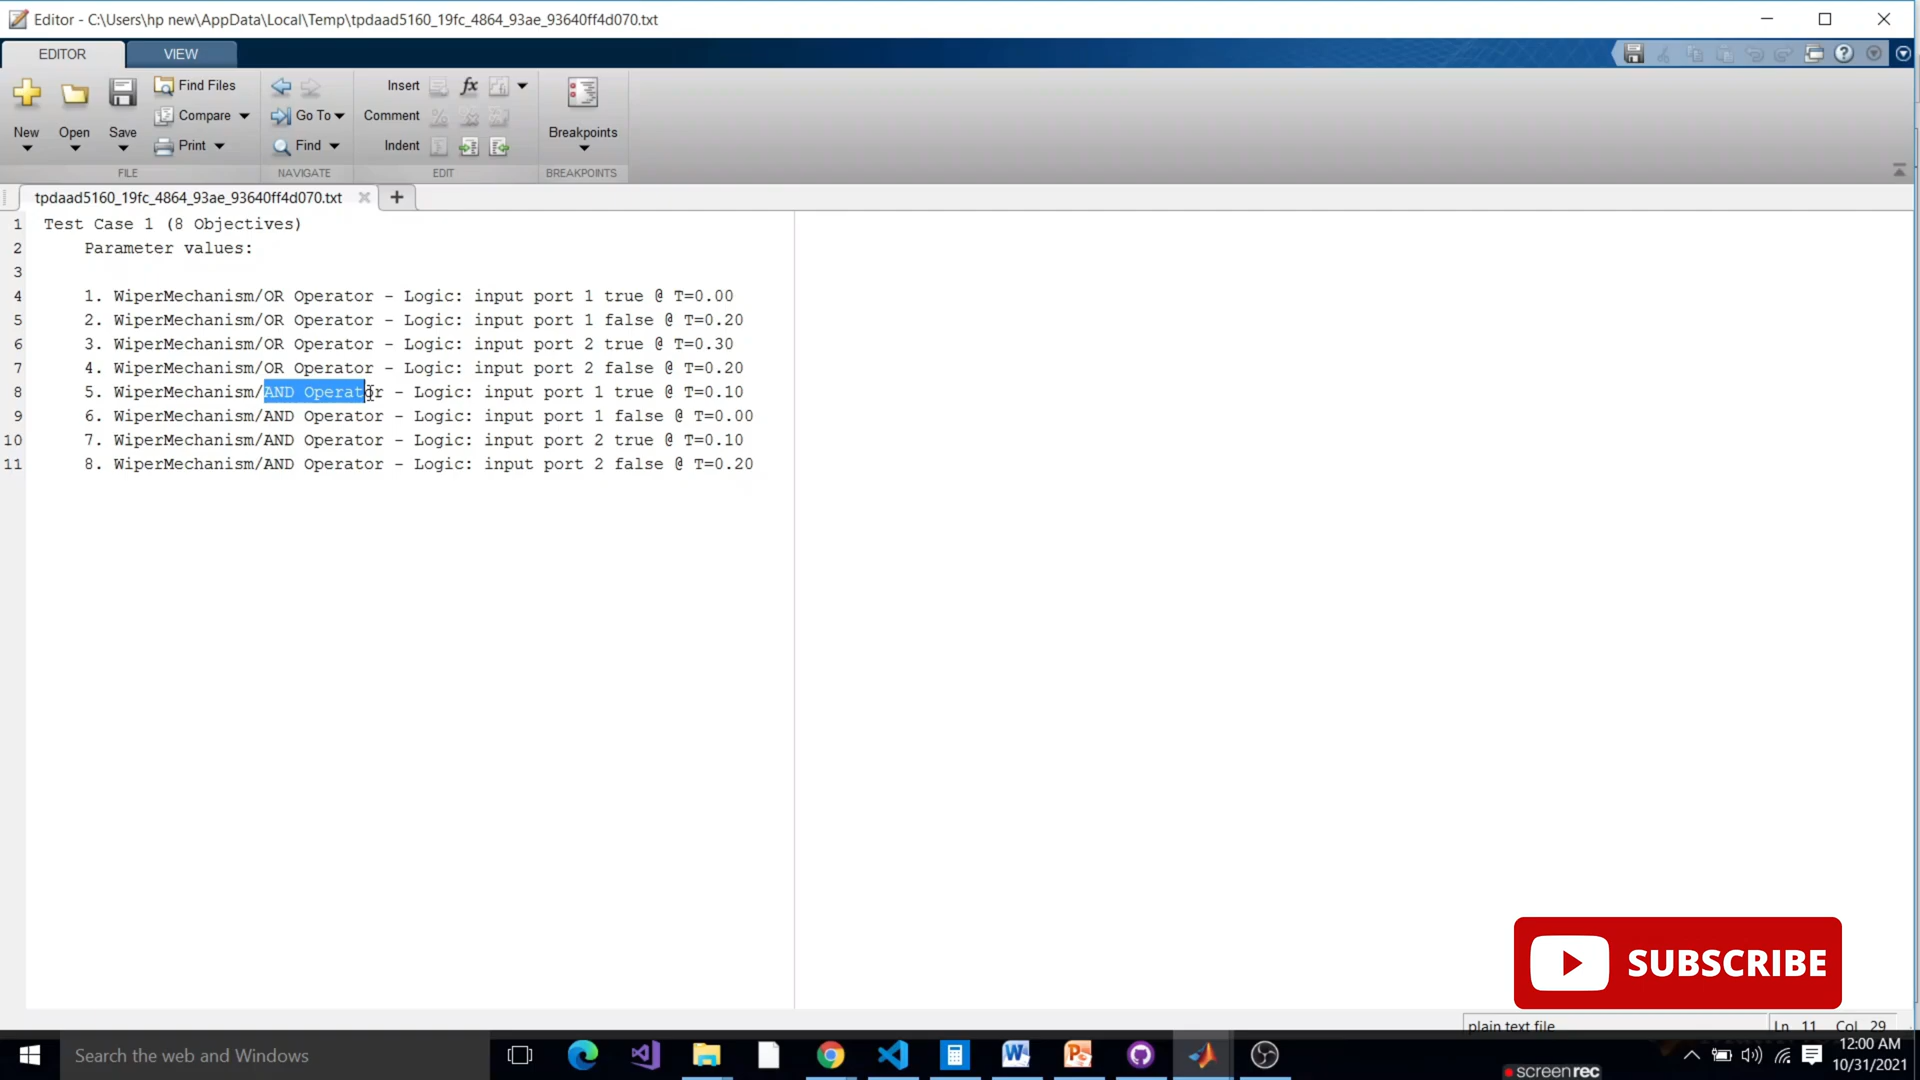 Editor - C:\Users\hp new\AppData\Local\Temp\tpdaad5160_19fc_4864_93ae_93640ff4d070.txt
EDITOR VIEW
Find Files Insert fx
New Open Save Compare Go To Comment Breakpoints
Print Find Indent
FILE NAVIGATE EDIT BREAKPOINTS
tpdaad5160_19fc_4864_93ae_93640ff4d070.txt
1 Test Case 1 (8 Objectives)
2 Parameter values:
3
4 1. WiperMechanism/OR Operator - Logic: input port 1 true @ T=0.00
5 2. WiperMechanism/OR Operator - Logic: input port 1 false @ T=0.20
6 3. WiperMechanism/OR Operator - Logic: input port 2 true @ T=0.30
7 4. WiperMechanism/OR Operator - Logic: input port 2 false @ T=0.20
8 5. WiperMechanism/AND Operator - Logic: input port 1 true @ T=0.10
9 6. WiperMechanism/AND Operator - Logic: input port 1 false @ T=0.00
10 7. WiperMechanism/AND Operator - Logic: input port 2 true @ T=0.10
11 8. WiperMechanism/AND Operator - Logic: input port 2 false @ T=0.20
SUBSCRIBE
plain text file Ln 11 Col 29
Search the web and Windows
12:00 AM
10/31/2021
screenrec